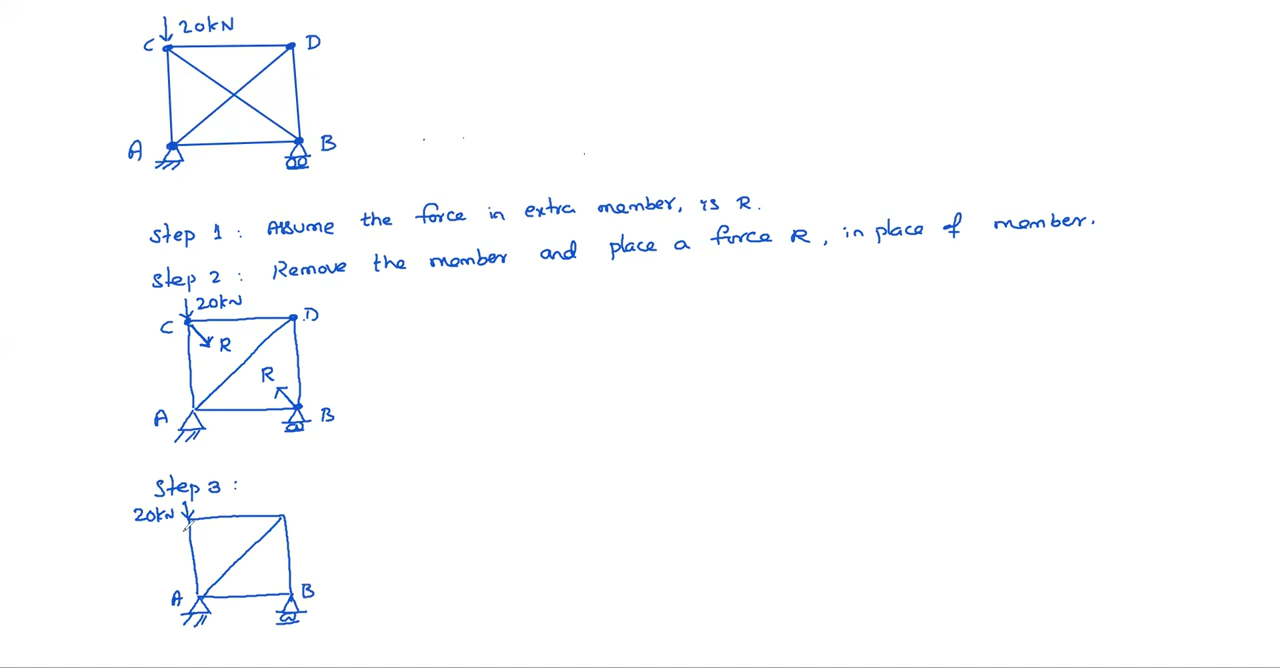 20kN
C D
A B
Step 1 : Assume the force in extra member, is R.
Step 2 : Remove the member and place a force R, in place of member.
20kN
C D
R
R
A B
Step 3 :
20kN
A B